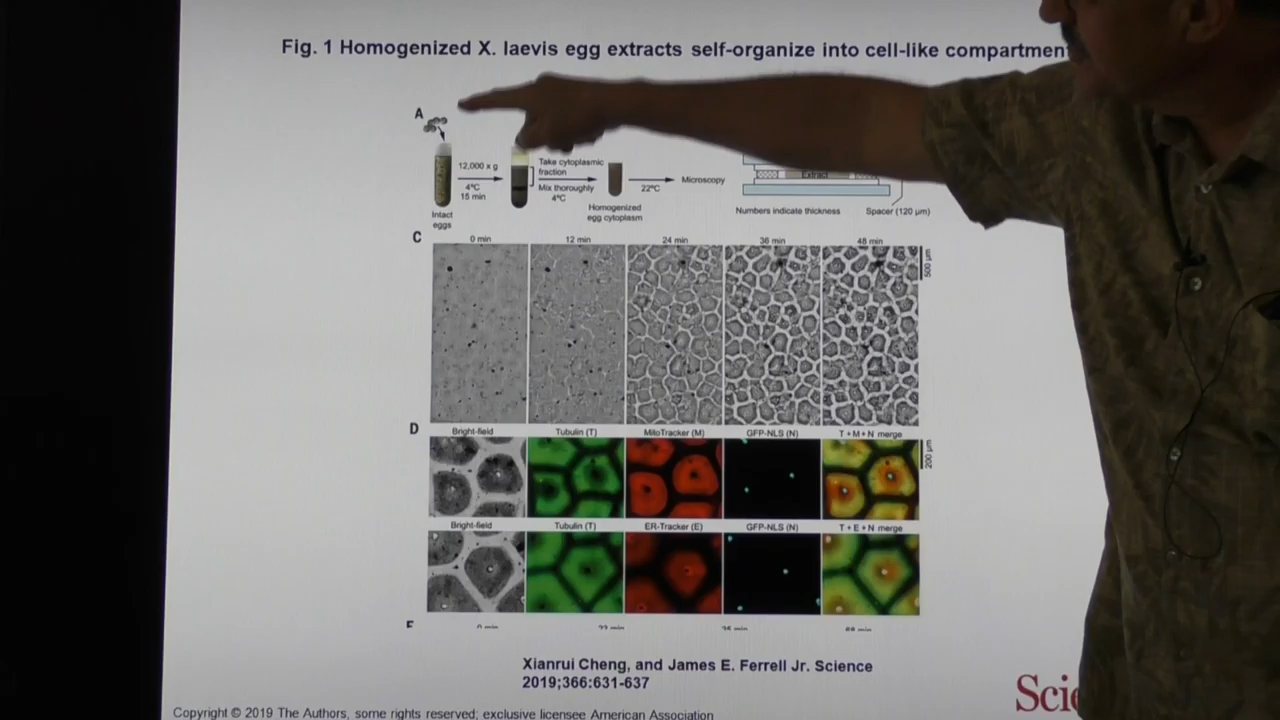 Fig. 1 Homogenized X. laevis egg extracts self-organize into cell-like
A
12,000 x g
4ºC
15 min
Take cytoplasmic
fraction
Mix thoroughly
4ºC
22ºC
Microscopy
Intact
eggs
Homogenized
egg cytoplasm
Extract
Numbers indicate thickness
Spacer (120 µm)
C
0 min 12 min 24 min 36 min 48 min
500 µm
D
Bright-field Tubulin (T) MitoTracker (M) GFP-NLS (N) T + M + N merge
200 µm
Bright-field Tubulin (T) ER-Tracker (E) GFP-NLS (N) T + E + N merge
Xianrui Cheng, and James E. Ferrell Jr. Science
2019;366:631-637
Copyright © 2019 The Authors, some rights reserved; exclusive licensee American Association